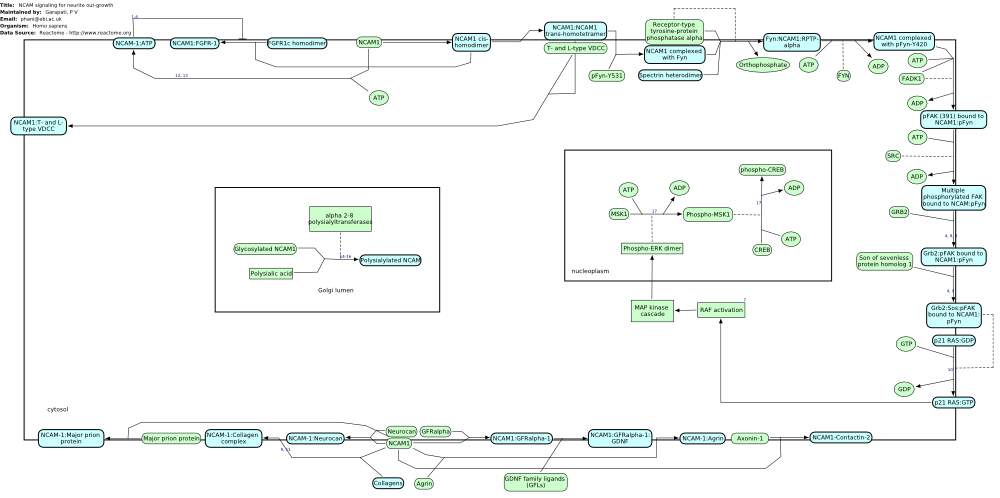 Title: NCAM signaling for neurite out-growth
Maintained by: Garapati, P V
Email: phani@ebi.ac.uk
Organism: Homo sapiens
Data Source: Reactome - http://www.reactome.org
NCAM-1:ATP
NCAM1:FGFR-1
FGFR1c homodimer
NCAM1
NCAM1 cis-
homodimer
NCAM1:NCAM1
trans-homotetramer
T- and L-type VDCC
Receptor-type
tyrosine-protein
phosphatase alpha
NCAM1 complexed
with Fyn
pFyn-Y531
Spectrin heterodimer
Orthophosphate
Fyn:NCAM1:RPTP-
alpha
ATP
FYN
ADP
NCAM1 complexed
with pFyn-Y420
ATP
FADK1
ADP
12, 13
ATP
NCAM1:T- and L-
type VDCC
pFAK (391) bound to
NCAM1:pFyn
ATP
SRC
ADP
Multiple
phosphorylated FAK
bound to NCAM:pFyn
GRB2
Grb2:pFAK bound to
NCAM1:pFyn
Son of sevenless
protein homolog 1
Grb2:Sos:pFAK
bound to NCAM1:
pFyn
p21 RAS:GDP
GTP
10
GDP
p21 RAS:GTP
alpha 2-8
polysialyltransferases
Glycosylated NCAM1
14-16
Polysialylated NCAM
Polysialic acid
Golgi lumen
phospho-CREB
ATP
ADP
ADP
MSK1
17
Phospho-MSK1
17
ATP
CREB
Phospho-ERK dimer
nucleoplasm
MAP kinase
cascade
RAF activation
7
cytosol
NCAM-1:Major prion
protein
Major prion protein
NCAM-1:Collagen
complex
NCAM-1:Neurocan
Neurocan
GFRalpha
NCAM1
NCAM1:GFRalpha-1
NCAM1:GFRalpha-1:
GDNF
NCAM-1:Agrin
Axonin-1
NCAM1-Contactin-2
9, 11
Collagens
Agrin
GDNF family ligands
(GFLs)